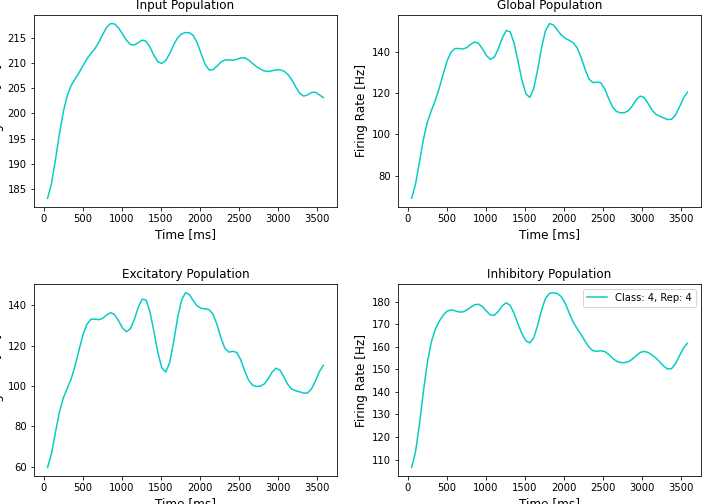 Input Population
215
210
205
200
195
190
185
0 500 1000 1500 2000 2500 3000 3500
Time [ms]
Global Population
Firing Rate [Hz]
140
120
100
80
0 500 1000 1500 2000 2500 3000 3500
Time [ms]
Excitatory Population
140
120
100
80
60
0 500 1000 1500 2000 2500 3000 3500
Time [ms]
Inhibitory Population
Class: 4, Rep: 4
Firing Rate [Hz]
180
170
160
150
140
130
120
110
0 500 1000 1500 2000 2500 3000 3500
Time [ms]